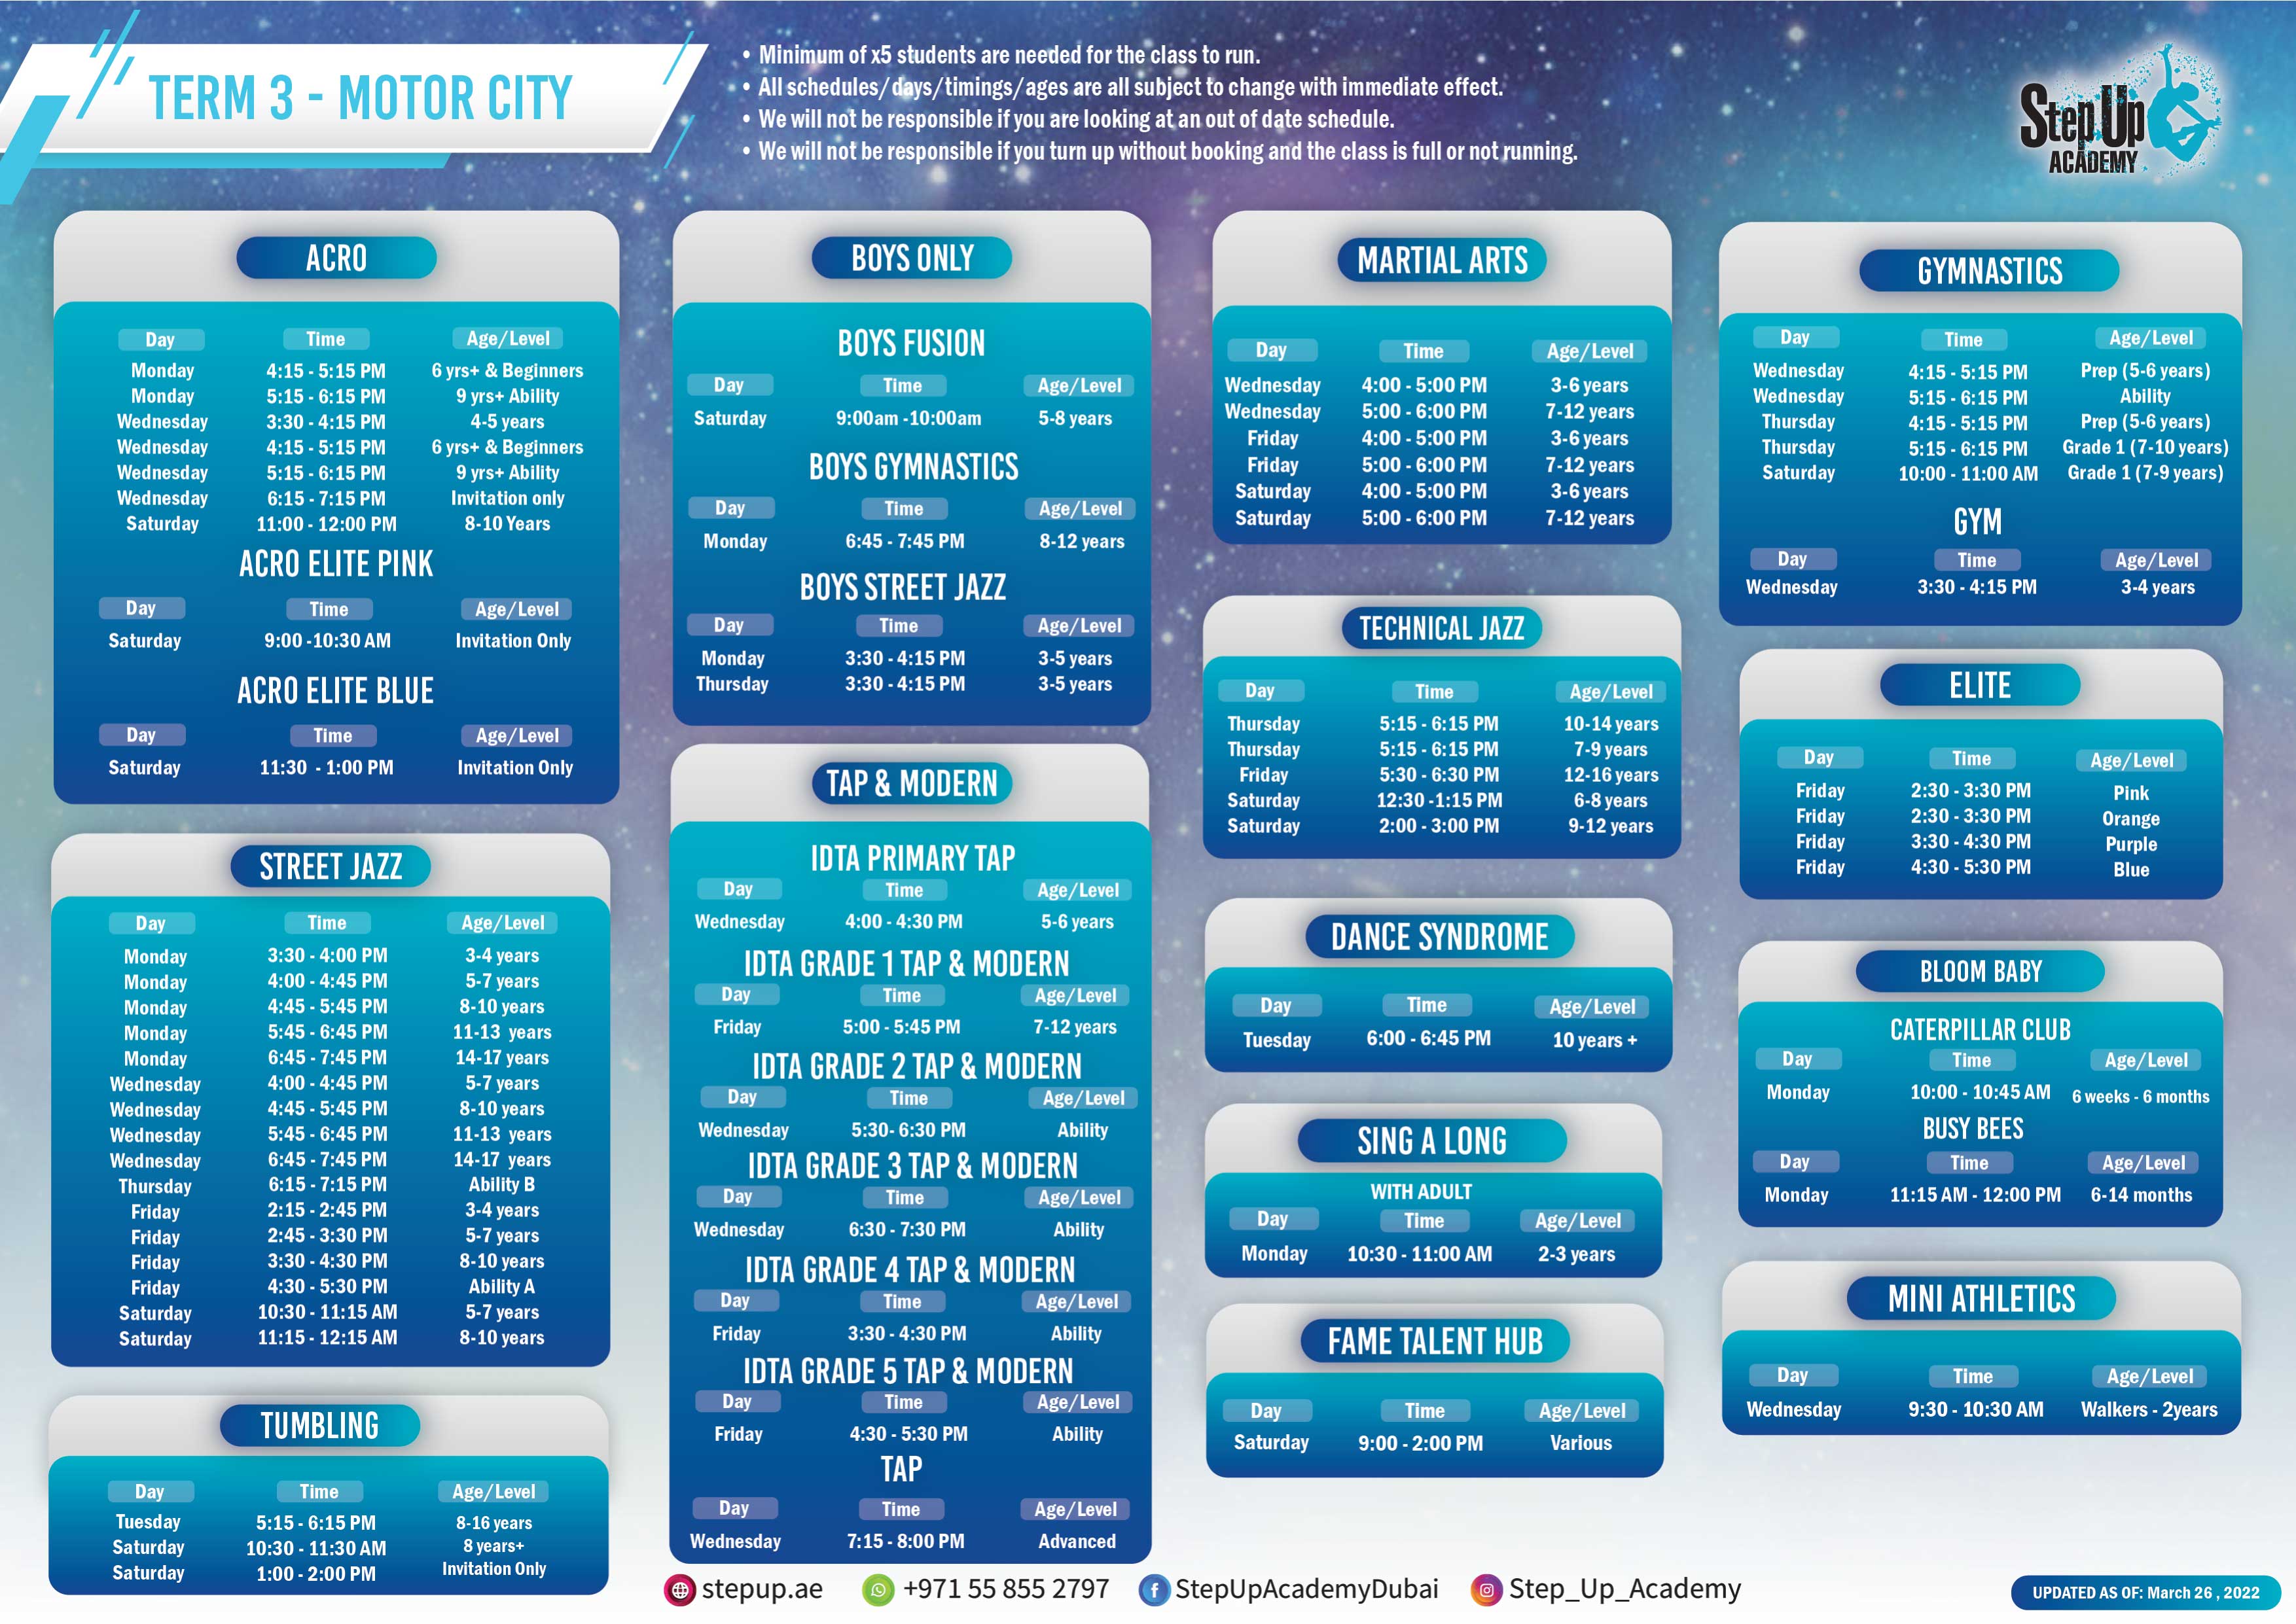 TERM 3 - MOTOR CITY
• Minimum of x5 students are needed for the class to run.
• All schedules/days/timings/ages are all subject to change with immediate effect.
• We will not be responsible if you are looking at an out of date schedule.
• We will not be responsible if you turn up without booking and the class is full or not running.
Step Up
ACADEMY
ACRO
Day Time Age/Level
Monday 4:15 - 5:15 PM 6 yrs+ & Beginners
Monday 5:15 - 6:15 PM 9 yrs+ Ability
Wednesday 3:30 - 4:15 PM 4-5 years
Wednesday 4:15 - 5:15 PM 6 yrs+ & Beginners
Wednesday 5:15 - 6:15 PM 9 yrs+ Ability
Wednesday 6:15 - 7:15 PM Invitation only
Saturday 11:00 - 12:00 PM 8-10 Years
ACRO ELITE PINK
Day Time Age/Level
Saturday 9:00 -10:30 AM Invitation Only
ACRO ELITE BLUE
Day Time Age/Level
Saturday 11:30 - 1:00 PM Invitation Only
STREET JAZZ
Day Time Age/Level
Monday 3:30 - 4:00 PM 3-4 years
Monday 4:00 - 4:45 PM 5-7 years
Monday 4:45 - 5:45 PM 8-10 years
Monday 5:45 - 6:45 PM 11-13 years
Monday 6:45 - 7:45 PM 14-17 years
Wednesday 4:00 - 4:45 PM 5-7 years
Wednesday 4:45 - 5:45 PM 8-10 years
Wednesday 5:45 - 6:45 PM 11-13 years
Wednesday 6:45 - 7:45 PM 14-17 years
Thursday 6:15 - 7:15 PM Ability B
Friday 2:15 - 2:45 PM 3-4 years
Friday 2:45 - 3:30 PM 5-7 years
Friday 3:30 - 4:30 PM 8-10 years
Friday 4:30 - 5:30 PM Ability A
Saturday 10:30 - 11:15 AM 5-7 years
Saturday 11:15 - 12:15 AM 8-10 years
TUMBLING
Day Time Age/Level
Tuesday 5:15 - 6:15 PM 8-16 years
Saturday 10:30 - 11:30 AM 8 years+
Saturday 1:00 - 2:00 PM Invitation Only
BOYS ONLY
BOYS FUSION
Day Time Age/Level
Saturday 9:00am -10:00am 5-8 years
BOYS GYMNASTICS
Day Time Age/Level
Monday 6:45 - 7:45 PM 8-12 years
BOYS STREET JAZZ
Day Time Age/Level
Monday 3:30 - 4:15 PM 3-5 years
Thursday 3:30 - 4:15 PM 3-5 years
TAP & MODERN
IDTA PRIMARY TAP
Day Time Age/Level
Wednesday 4:00 - 4:30 PM 5-6 years
IDTA GRADE 1 TAP & MODERN
Day Time Age/Level
Friday 5:00 - 5:45 PM 7-12 years
IDTA GRADE 2 TAP & MODERN
Day Time Age/Level
Wednesday 5:30- 6:30 PM Ability
IDTA GRADE 3 TAP & MODERN
Day Time Age/Level
Wednesday 6:30 - 7:30 PM Ability
IDTA GRADE 4 TAP & MODERN
Day Time Age/Level
Friday 3:30 - 4:30 PM Ability
IDTA GRADE 5 TAP & MODERN
Day Time Age/Level
Friday 4:30 - 5:30 PM Ability
TAP
Day Time Age/Level
Wednesday 7:15 - 8:00 PM Advanced
MARTIAL ARTS
Day Time Age/Level
Wednesday 4:00 - 5:00 PM 3-6 years
Wednesday 5:00 - 6:00 PM 7-12 years
Friday 4:00 - 5:00 PM 3-6 years
Friday 5:00 - 6:00 PM 7-12 years
Saturday 4:00 - 5:00 PM 3-6 years
Saturday 5:00 - 6:00 PM 7-12 years
TECHNICAL JAZZ
Day Time Age/Level
Thursday 5:15 - 6:15 PM 10-14 years
Thursday 5:15 - 6:15 PM 7-9 years
Friday 5:30 - 6:30 PM 12-16 years
Saturday 12:30 -1:15 PM 6-8 years
Saturday 2:00 - 3:00 PM 9-12 years
DANCE SYNDROME
Day Time Age/Level
Tuesday 6:00 - 6:45 PM 10 years +
SING A LONG
WITH ADULT
Day Time Age/Level
Monday 10:30 - 11:00 AM 2-3 years
FAME TALENT HUB
Day Time Age/Level
Saturday 9:00 - 2:00 PM Various
GYMNASTICS
Day Time Age/Level
Wednesday 4:15 - 5:15 PM Prep (5-6 years)
Wednesday 5:15 - 6:15 PM Ability
Thursday 4:15 - 5:15 PM Prep (5-6 years)
Thursday 5:15 - 6:15 PM Grade 1 (7-10 years)
Saturday 10:00 - 11:00 AM Grade 1 (7-9 years)
GYM
Day Time Age/Level
Wednesday 3:30 - 4:15 PM 3-4 years
ELITE
Day Time Age/Level
Friday 2:30 - 3:30 PM Pink
Friday 2:30 - 3:30 PM Orange
Friday 3:30 - 4:30 PM Purple
Friday 4:30 - 5:30 PM Blue
BLOOM BABY
CATERPILLAR CLUB
Day Time Age/Level
Monday 10:00 - 10:45 AM 6 weeks - 6 months
BUSY BEES
Day Time Age/Level
Monday 11:15 AM - 12:00 PM 6-14 months
MINI ATHLETICS
Day Time Age/Level
Wednesday 9:30 - 10:30 AM Walkers - 2years
stepup.ae +971 55 855 2797 StepUpAcademyDubai Step_Up_Academy
UPDATED AS OF: March 26 , 2022